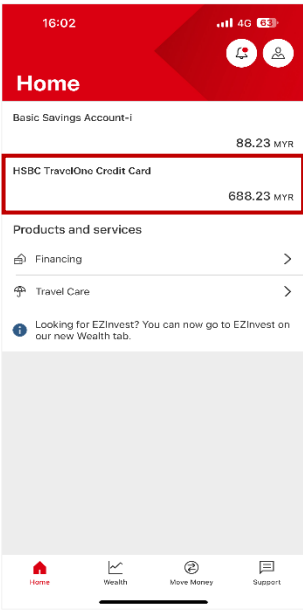 16:02
4G 63
Home
Basic Savings Account-i
88.23 MYR
HSBC TravelOne Credit Card
688.23 MYR
Products and services
Financing
Travel Care
Looking for EZInvest? You can now go to EZInvest on
our new Wealth tab.
Home Wealth Move Money Support